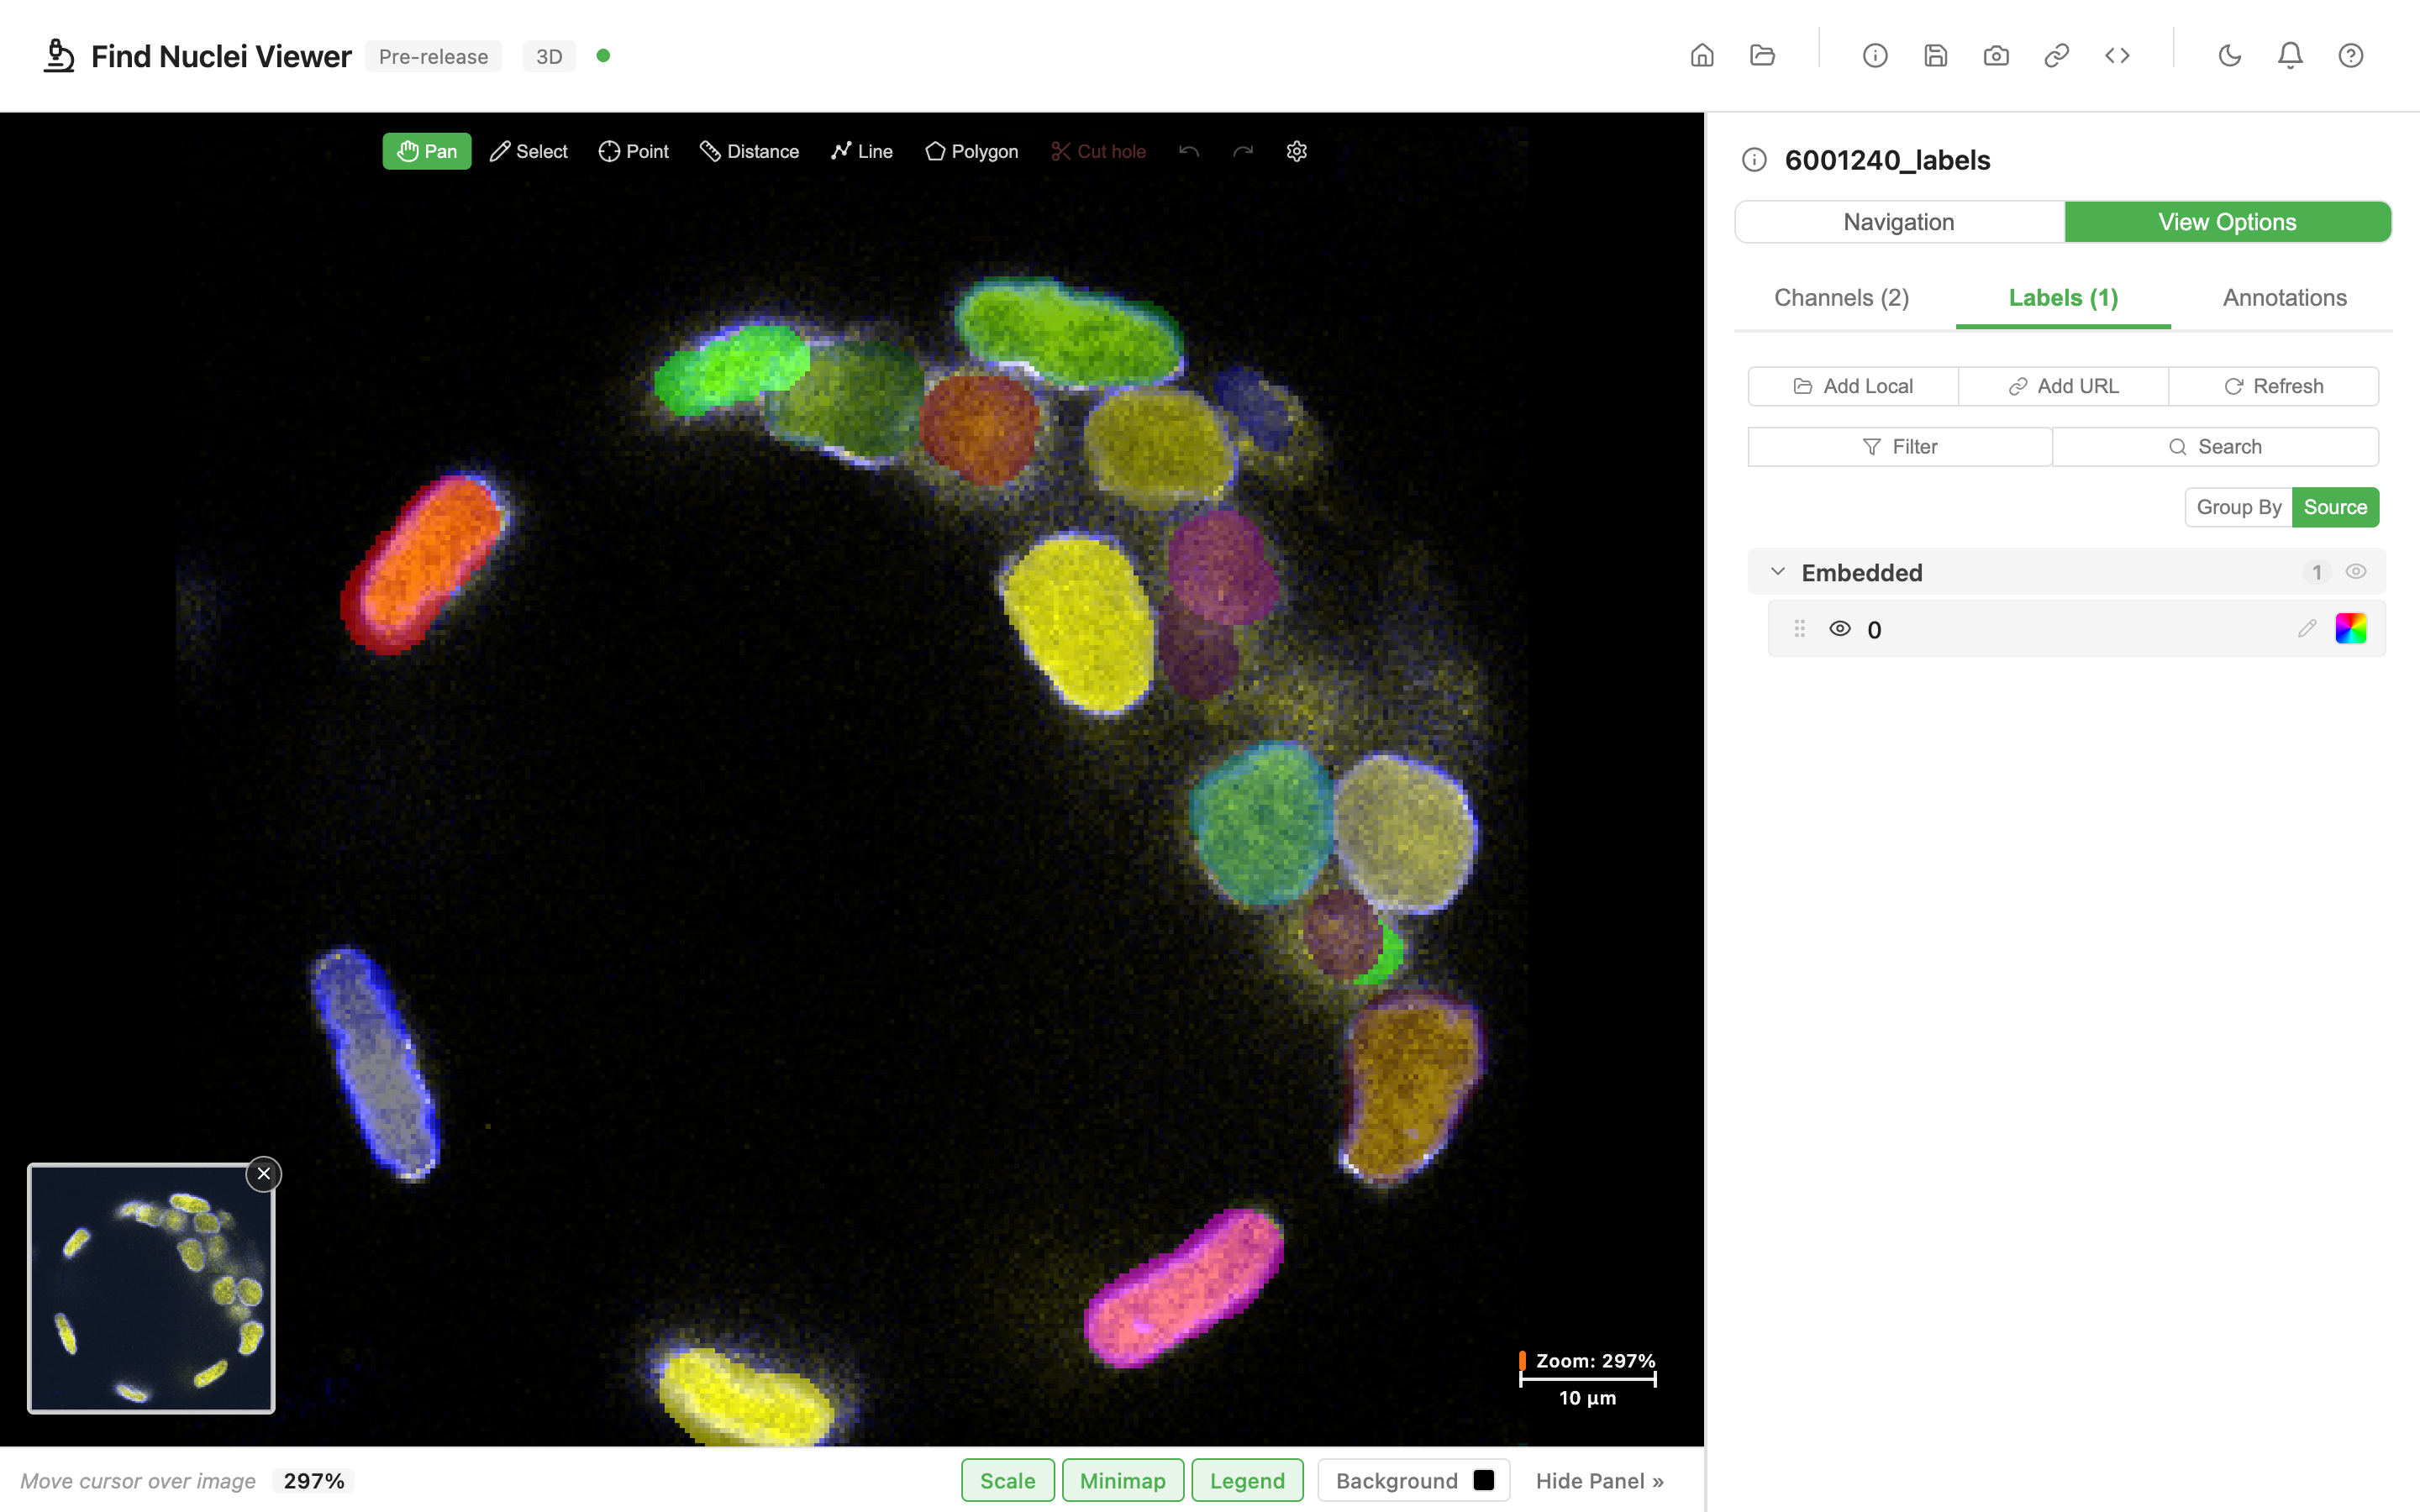 Find Nuclei Viewer Pre-release 3D
Pan Select Point Distance Line Polygon Cut hole
6001240_labels
Navigation View Options
Channels (2) Labels (1) Annotations
Add Local Add URL Refresh
Filter Search
Group By Source
Embedded 1
0
Zoom: 297%
10 µm
Move cursor over image 297% Scale Minimap Legend Background Hide Panel »